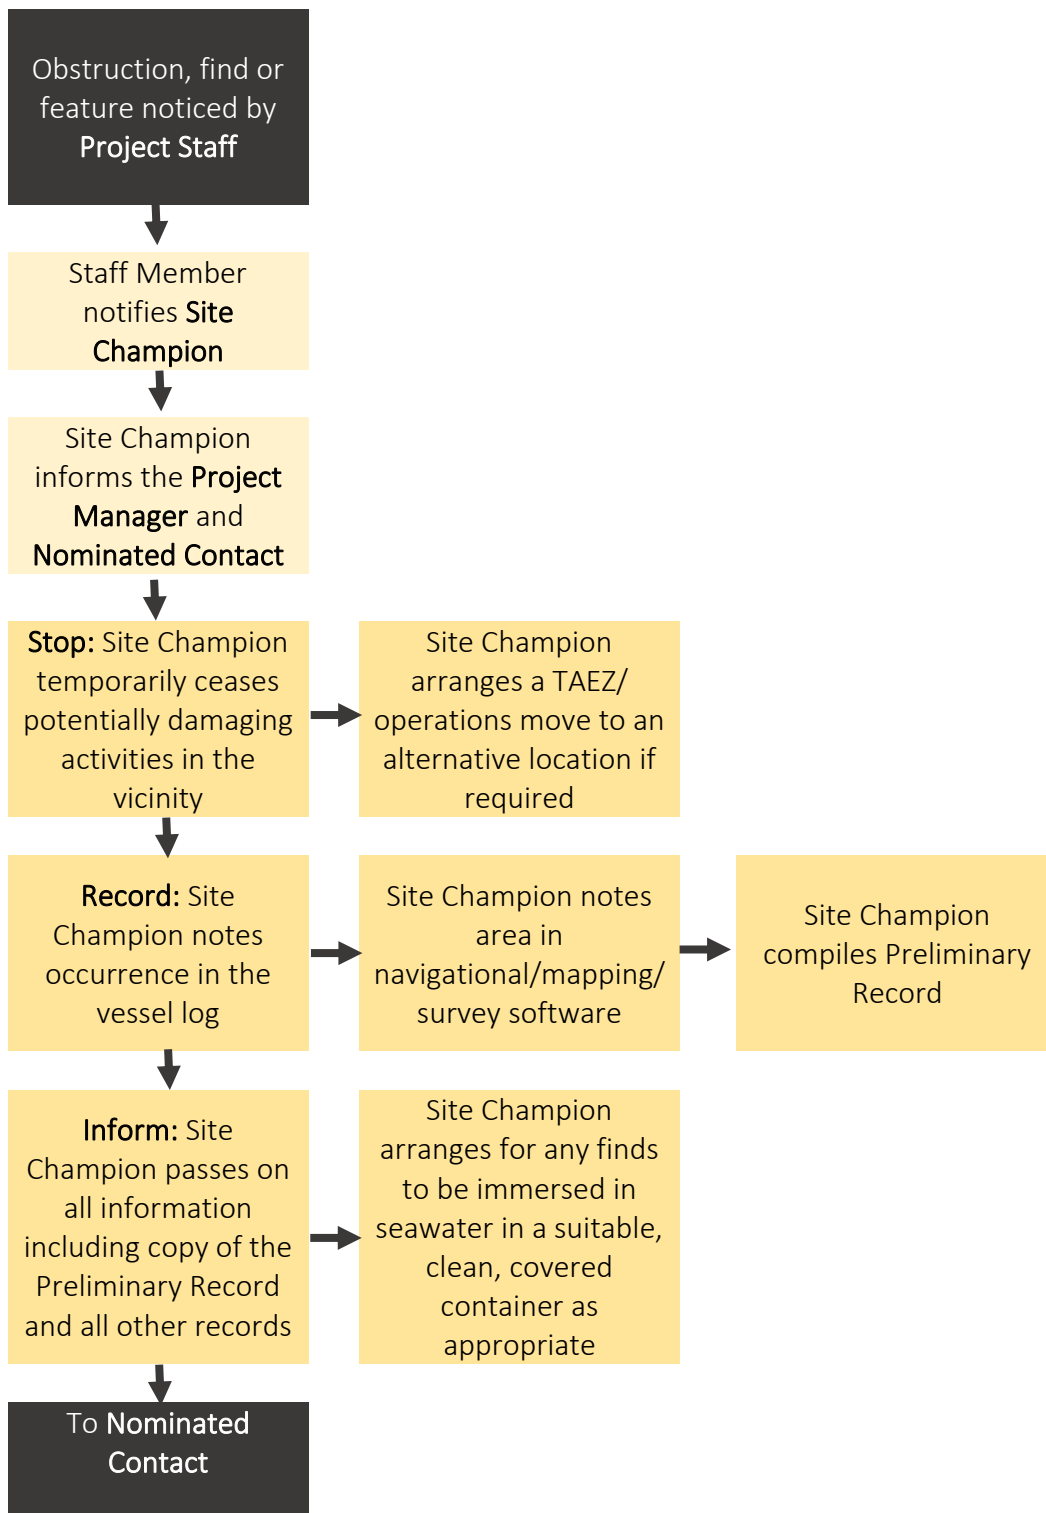 Obstruction, find or
feature noticed by
Project Staff
Staff Member
notifies Site
Champion
Site Champion
informs the Project
Manager and
Nominated Contact
Stop: Site Champion
temporarily ceases
potentially damaging
activities in the
vicinity
Site Champion
arranges a TAEZ/
operations move to an
alternative location if
required
Record: Site
Champion notes
occurrence in the
vessel log
Site Champion notes
area in
navigational/mapping/
survey software
Site Champion
compiles Preliminary
Record
Inform: Site
Champion passes on
all information
including copy of the
Preliminary Record
and all other records
Site Champion
arranges for any finds
to be immersed in
seawater in a suitable,
clean, covered
container as
appropriate
To Nominated
Contact